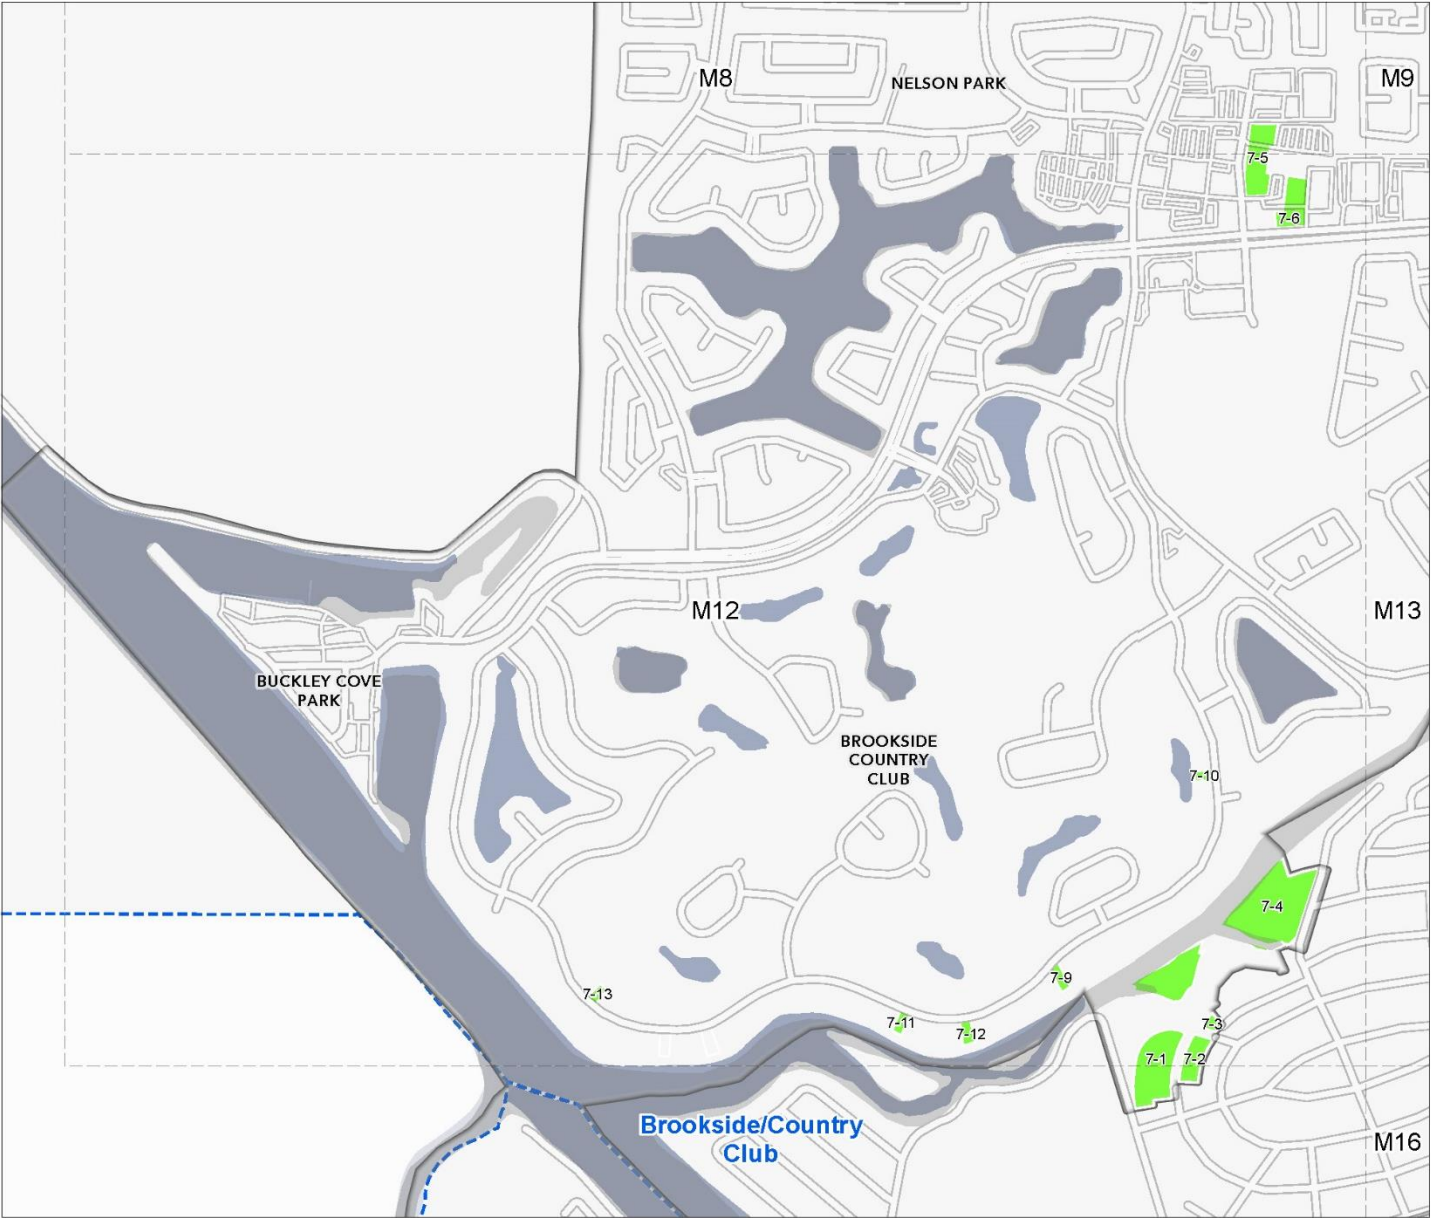 M8
NELSON PARK
M9
7-5
7-6
M12
M13
BUCKLEY COVE
PARK
BROOKSIDE
COUNTRY
CLUB
7-10
7-4
7-9
7-13
7-11
7-12
7-3
7-1
7-2
Brookside/Country
Club
M16